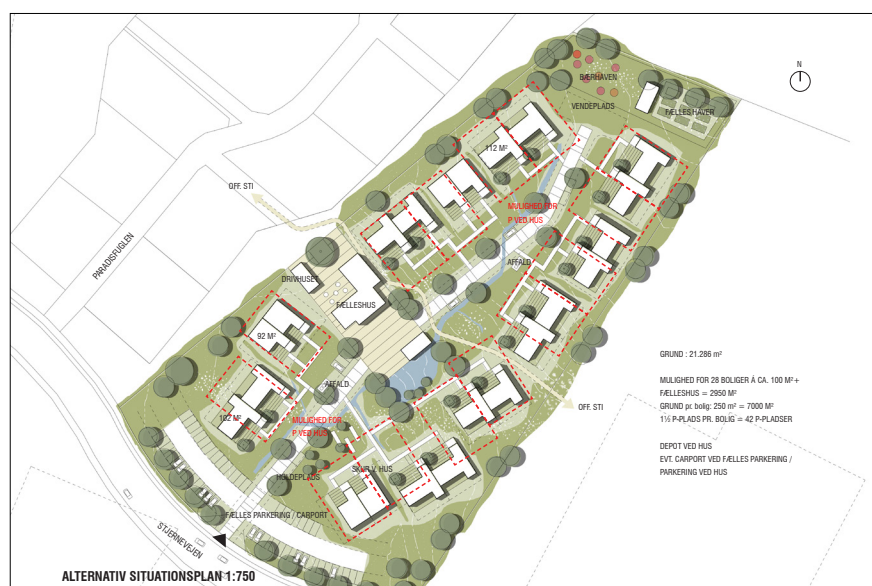 N
BÆRHAVEN
VENDEPLADS
FÆLLES HAVER
112 M²
OFF. STI
MULIGHED FOR
P VED HUS
PARADISFUGLEN
AFFALD
DRIVHUSET
FÆLLESHUS
92 M²
GRUND : 21.286 m²
MULIGHED FOR 28 BOLIGER Á CA. 100 M²+
FÆLLESHUS = 2950 M²
GRUND pr. bolig: 250 m² = 7000 M²
1½ P-PLADS PR. BOLIG = 42 P-PLADSER
DEPOT VED HUS
EVT. CARPORT VED FÆLLES PARKERING /
PARKERING VED HUS
AFFALD
OFF. STI
102 M²
MULIGHED FOR
P VED HUS
SKUR V. HUS
HOLDEPLADS
FÆLLES PARKERING / CARPORT
STJERNEVEJEN
ALTERNATIV SITUATIONSPLAN 1:750